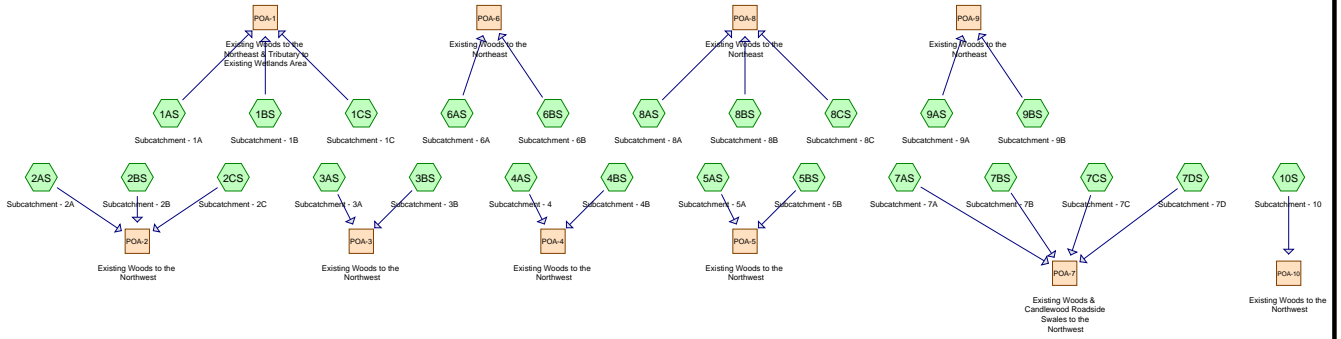 POA-1
POA-6
POA-8
POA-9
Existing Woods to the
Northeast & Tributary to
Existing Wetlands Area
Existing Woods to the
Northeast
Existing Woods to the
Northeast
Existing Woods to the
Northeast
1AS
1BS
1CS
6AS
6BS
8AS
8BS
8CS
9AS
9BS
Subcatchment - 1A
Subcatchment - 1B
Subcatchment - 1C
Subcatchment - 6A
Subcatchment - 6B
Subcatchment - 8A
Subcatchment - 8B
Subcatchment - 8C
Subcatchment - 9A
Subcatchment - 9B
2AS
2BS
2CS
3AS
3BS
4AS
4BS
5AS
5BS
7AS
7BS
7CS
7DS
10S
Subcatchment - 2A
Subcatchment - 2B
Subcatchment - 2C
Subcatchment - 3A
Subcatchment - 3B
Subcatchment - 4
Subcatchment - 4B
Subcatchment - 5A
Subcatchment - 5B
Subcatchment - 7A
Subcatchment - 7B
Subcatchment - 7C
Subcatchment - 7D
Subcatchment - 10
POA-2
POA-3
POA-4
POA-5
POA-7
POA-10
Existing Woods to the
Northwest
Existing Woods to the
Northwest
Existing Woods to the
Northwest
Existing Woods to the
Northwest
Existing Woods &
Candlewood Roadside
Swales to the
Northwest
Existing Woods to the
Northwest